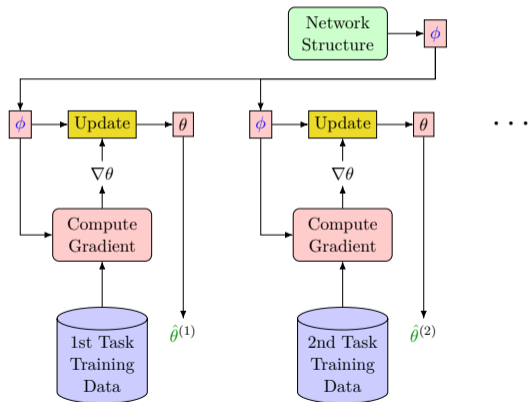 Network
Structure
ϕ
ϕ
Update
θ
ϕ
Update
θ
· · ·
∇θ
∇θ
Compute
Gradient
Compute
Gradient
1st Task
Training
Data
θ̂⁽¹⁾
2nd Task
Training
Data
θ̂⁽²⁾